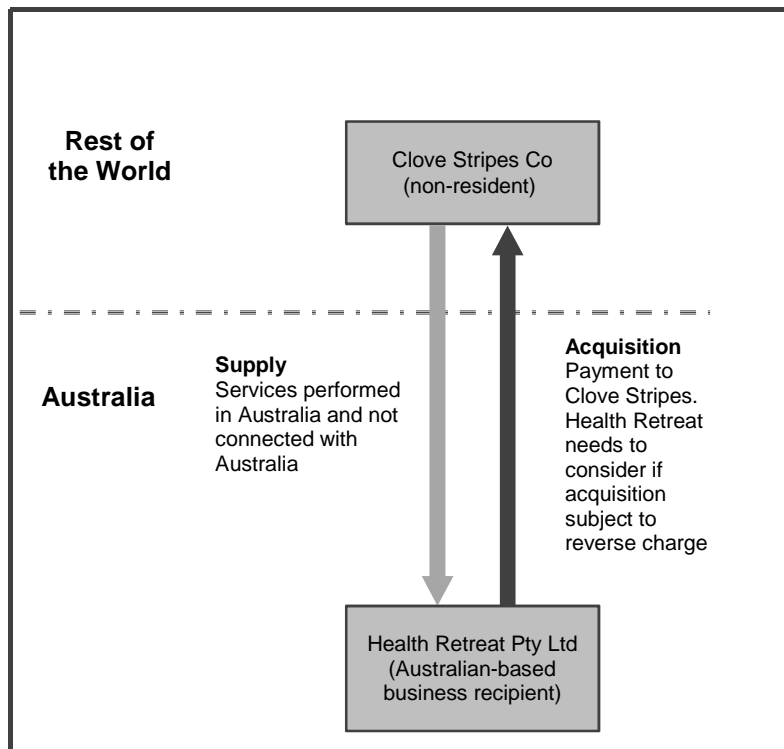 Rest of
the World
Clove Stripes Co
(non-resident)
Australia
Supply
Services performed
in Australia and not
connected with
Australia
Acquisition
Payment to
Clove Stripes.
Health Retreat
needs to
consider if
acquisition
subject to
reverse charge
Health Retreat Pty Ltd
(Australian-based
business recipient)